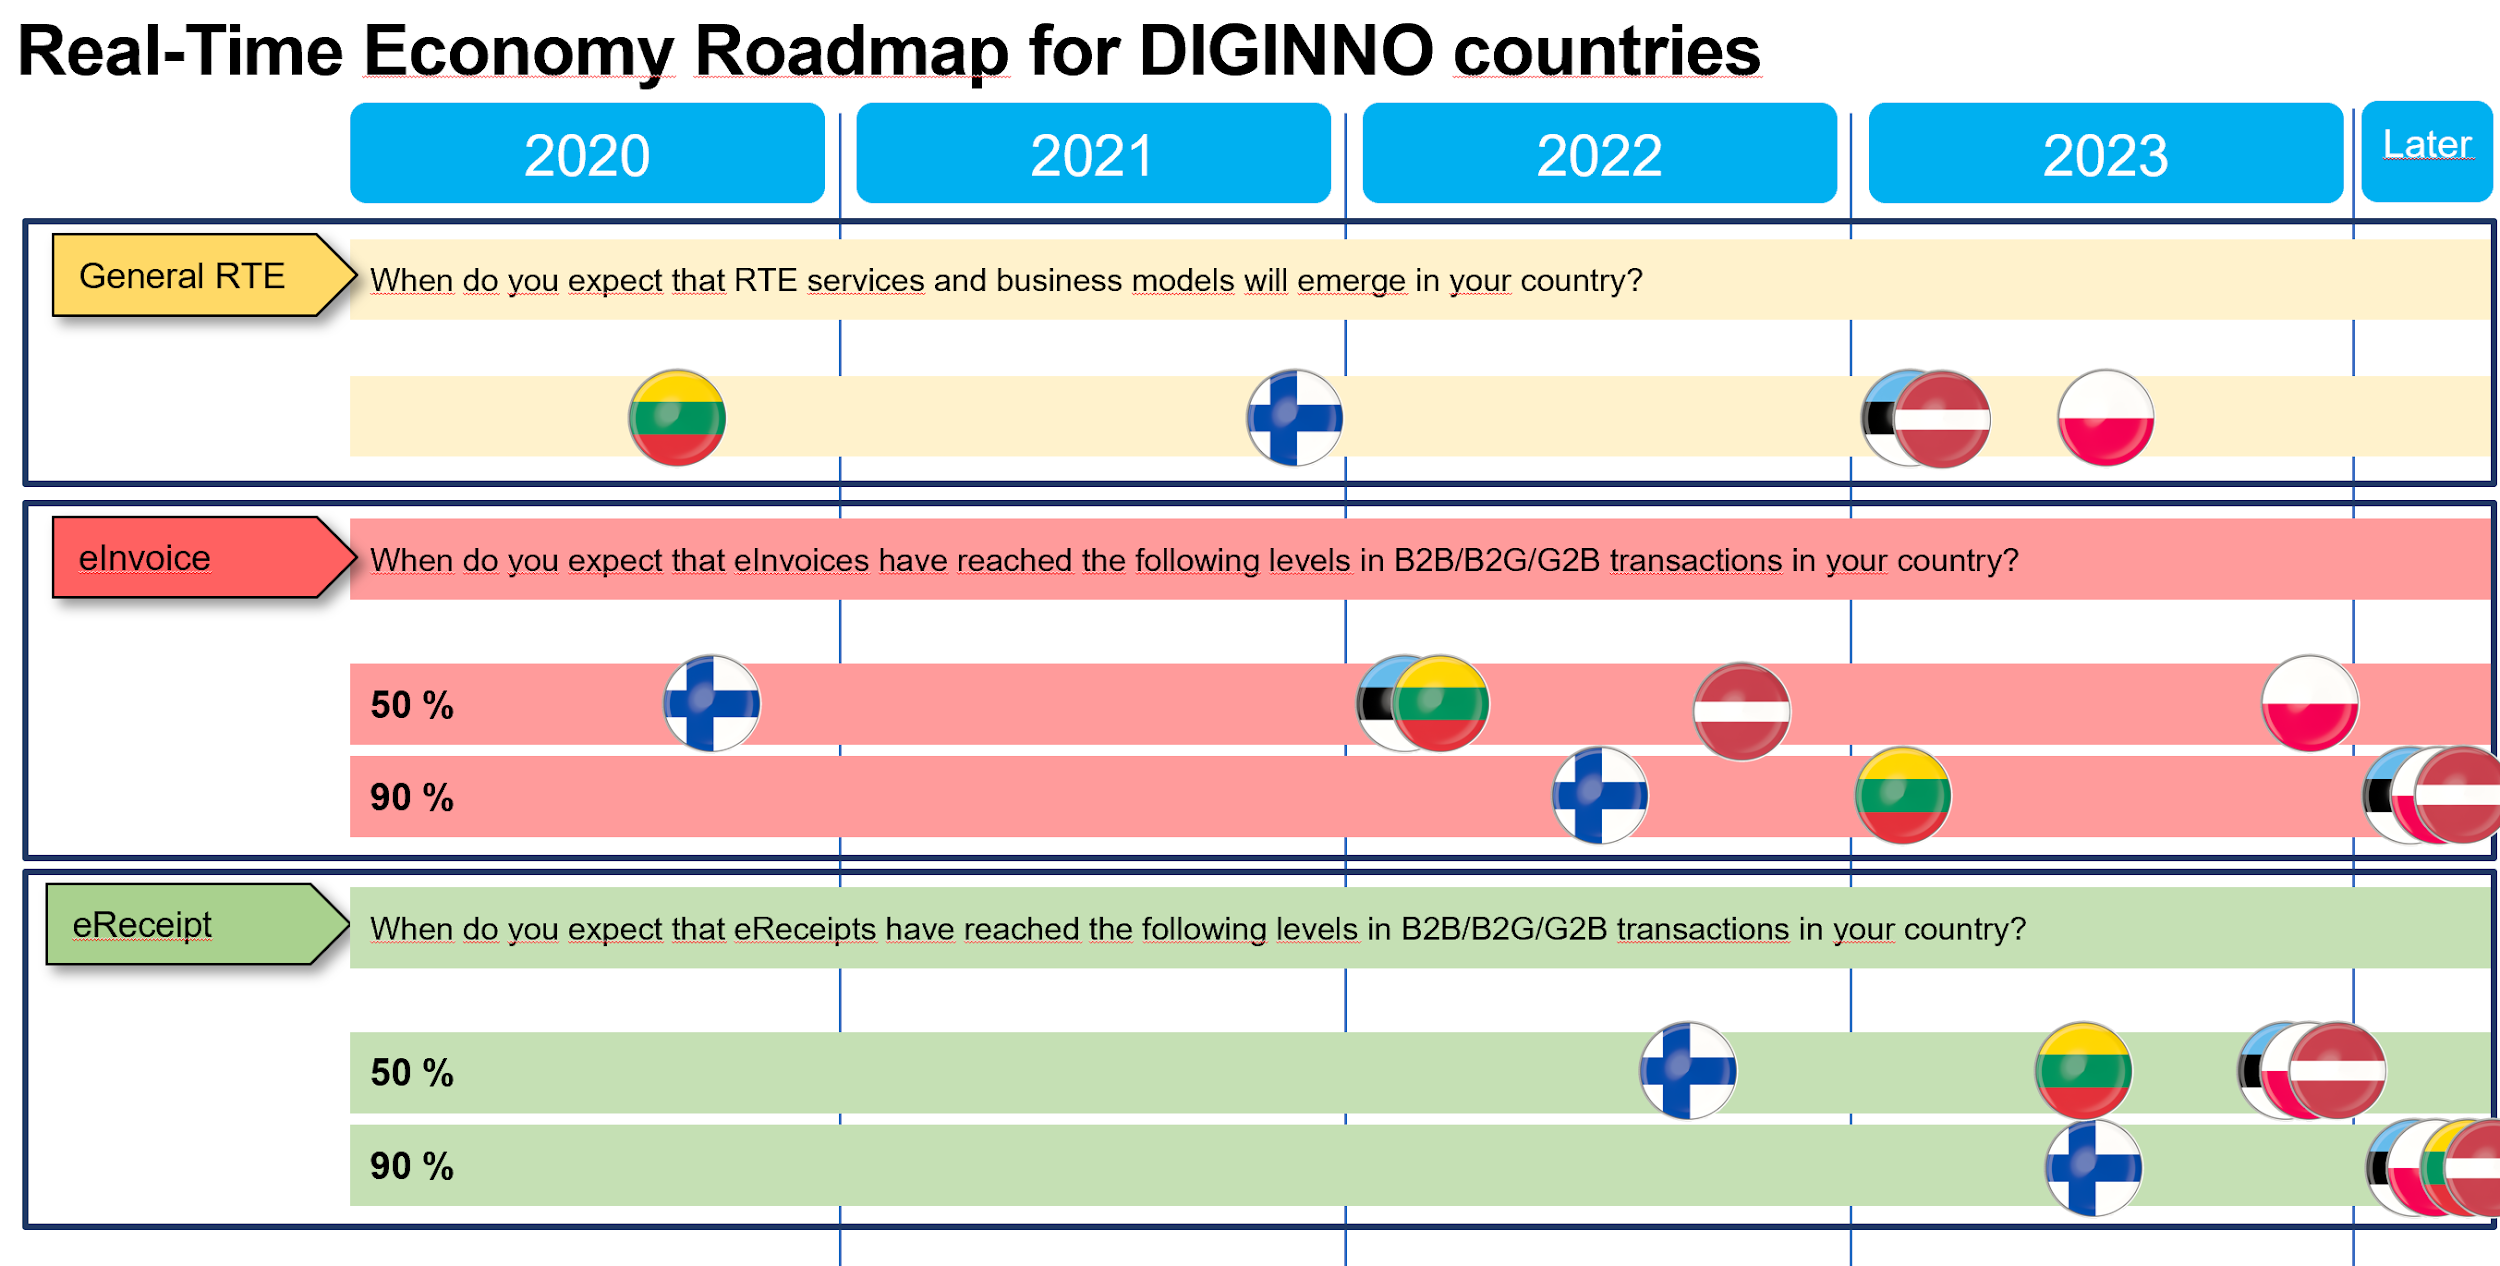 Real-Time Economy Roadmap for DIGINNO countries
2020
2021
2022
2023
Later
General RTE
When do you expect that RTE services and business models will emerge in your country?
eInvoice
When do you expect that eInvoices have reached the following levels in B2B/B2G/G2B transactions in your country?
50 %
90 %
eReceipt
When do you expect that eReceipts have reached the following levels in B2B/B2G/G2B transactions in your country?
50 %
90 %